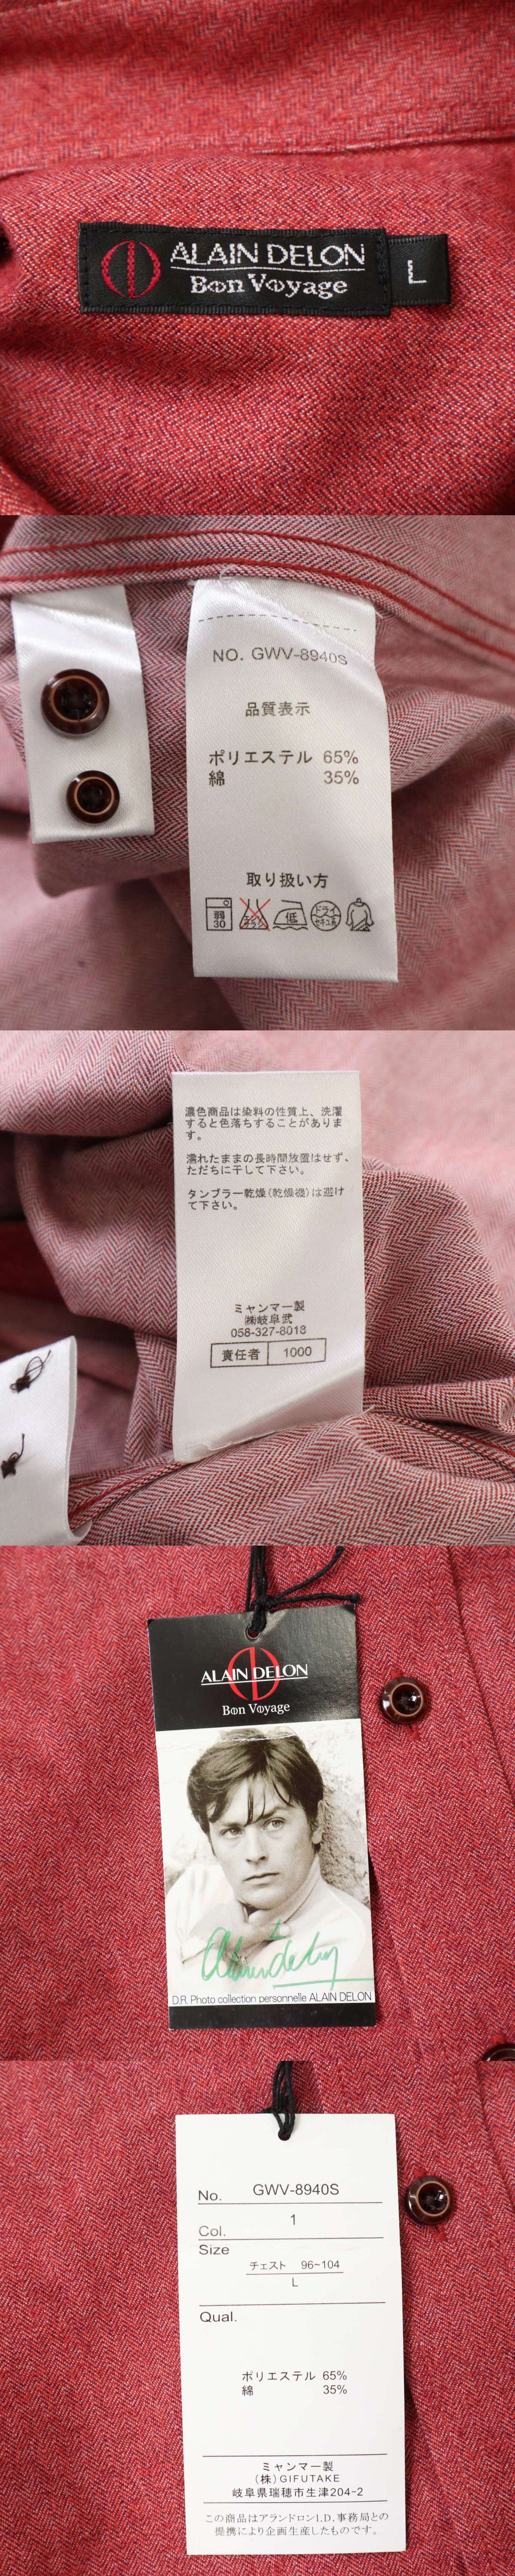 ALAIN DELON
Bon Voyage
L
NO. GWV-8940S
品質表示
ポリエステル 65%
綿 35%
取り扱い方
弱
30
低
ドライ
濃色商品は染料の性質上、洗濯
すると色落ちすることがありま
す。
濡れたままの長時間放置はせず、
ただちに干して下さい。
タンブラー乾燥(乾燥機)は避け
て下さい。
ミャンマー製
㈱岐阜武
058-327-8018
責任者 1000
ALAIN DELON
Bon Voyage
Alain Delon
D.R. Photo collection personnelle ALAIN DELON
No. GWV-8940S
Col. 1
Size
チェスト 96~104
L
Qual.
ポリエステル 65%
綿 35%
ミャンマー製
(株)GIFUTAKE
岐阜県瑞穂市生津204-2
この商品はアランドロンI.D.事務局との
提携により企画生産したものです。